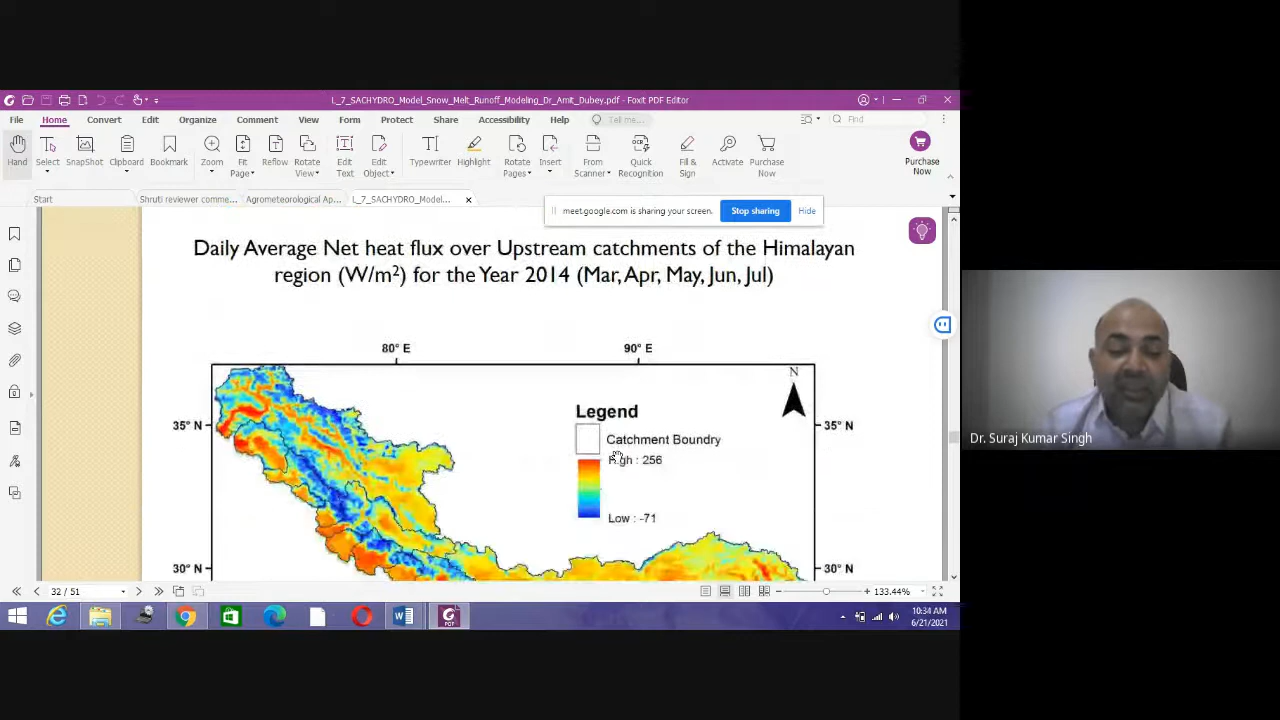 L_7_SACHYDRO_Model_Snow_Melt_Runoff_Modeling_Dr_Amit_Dubey.pdf - Foxit PDF Editor
File Home Convert Edit Organize Comment View Form Protect Share Accessibility Help Tell me... Find
Hand Select SnapShot Clipboard Bookmark Zoom Fit Page Reflow Rotate View Edit Text Edit Object Typewriter Highlight Rotate Pages Insert From Scanner Quick Recognition Fill & Sign Activate Purchase Now Purchase Now
Start Shruti reviewer comme... Agrometeorological Ap... L_7_SACHYDRO_Model...
meet.google.com is sharing your screen. Stop sharing Hide
Daily Average Net heat flux over Upstream catchments of the Himalayan
region (W/m²) for the Year 2014 (Mar, Apr, May, Jun, Jul)
80° E 90° E
N
Legend
35° N 35° N
Catchment Boundry
High : 256
Low : -71
30° N 30° N
Dr. Suraj Kumar Singh
32 / 51 133.44%
10:34 AM
6/21/2021